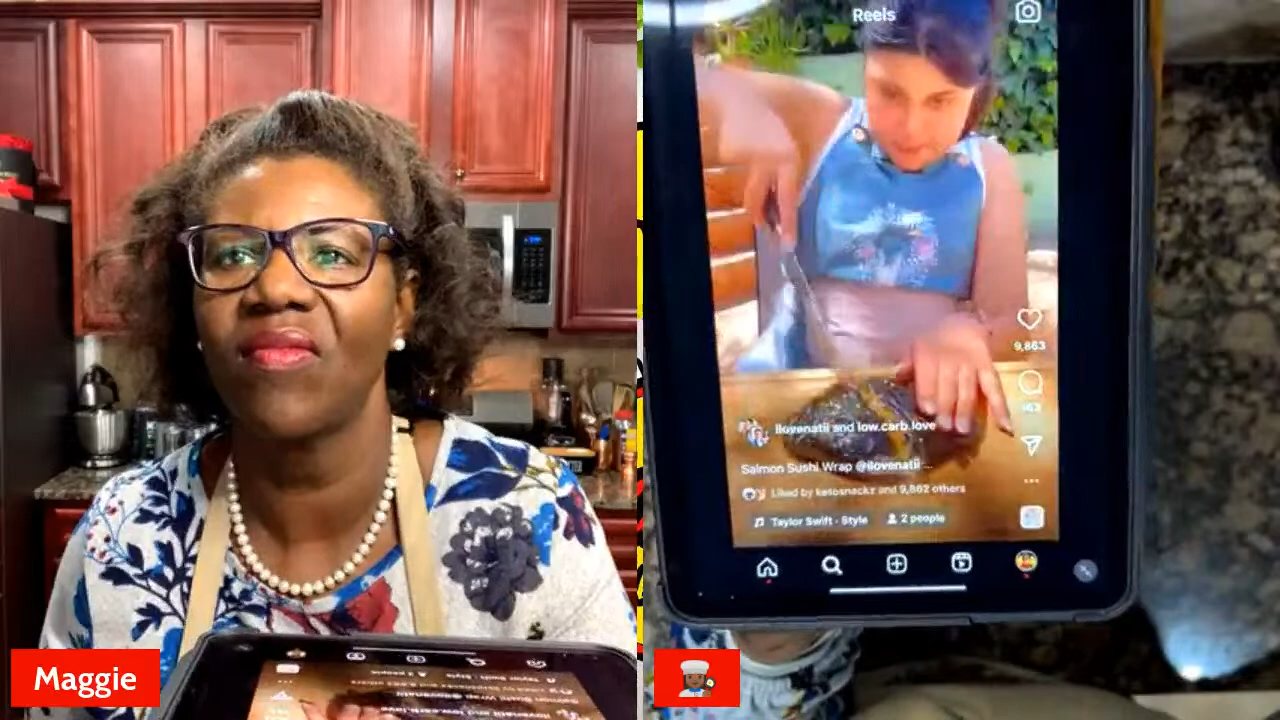 Maggie
Reels
9,863
163
ilovenatii and low.carb.love
Salmon Sushi Wrap @ilovenatii ...
Liked by ketosnackz and 9,862 others
Taylor Swift · Style
2 people